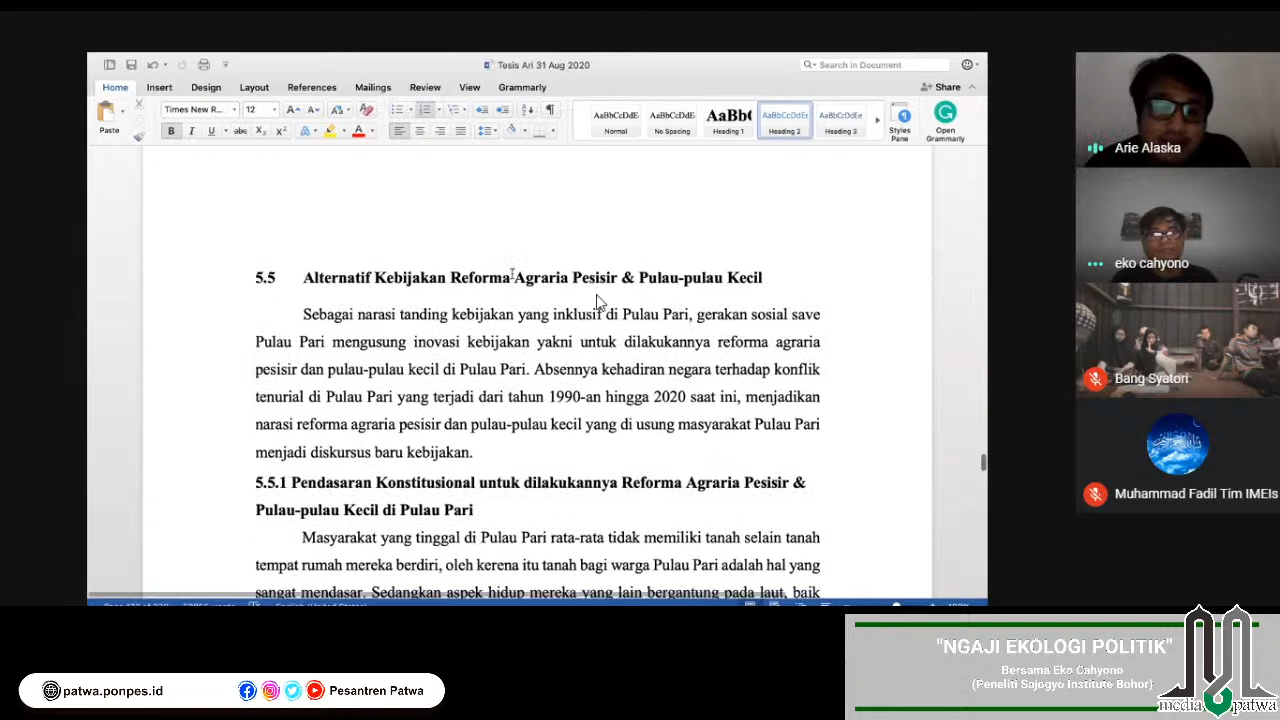 Tesis Ari 31 Aug 2020
Search in Document
Home Insert Design Layout References Mailings Review View Grammarly
Share
Times New R... 12
Paste
AaBbCcDdE AaBbCcDdE AaBb( AaBbCcDdEe AaBbCcDdE
Normal No Spacing Heading 1 Heading 2 Heading 3
Styles Pane
Open Grammarly
5.5 Alternatif Kebijakan Reforma Agraria Pesisir & Pulau-pulau Kecil
Sebagai narasi tanding kebijakan yang inklusif di Pulau Pari, gerakan sosial save
Pulau Pari mengusung inovasi kebijakan yakni untuk dilakukannya reforma agraria
pesisir dan pulau-pulau kecil di Pulau Pari. Absennya kehadiran negara terhadap konflik
tenurial di Pulau Pari yang terjadi dari tahun 1990-an hingga 2020 saat ini, menjadikan
narasi reforma agraria pesisir dan pulau-pulau kecil yang di usung masyarakat Pulau Pari
menjadi diskursus baru kebijakan.
5.5.1 Pendasaran Konstitusional untuk dilakukannya Reforma Agraria Pesisir &
Pulau-pulau Kecil di Pulau Pari
Masyarakat yang tinggal di Pulau Pari rata-rata tidak memiliki tanah selain tanah
tempat rumah mereka berdiri, oleh kerena itu tanah bagi warga Pulau Pari adalah hal yang
sangat mendasar. Sedangkan aspek hidup mereka yang lain bergantung pada laut, baik
Arie Alaska
eko cahyono
Bang Syatori
Muhammad Fadil Tim IMEIs
"NGAJI EKOLOGI POLITIK"
Bersama Eko Cahyono
(Peneliti Sajogyo Institute Bohor)
media patwa
patwa.ponpes.id
Pesantren Patwa